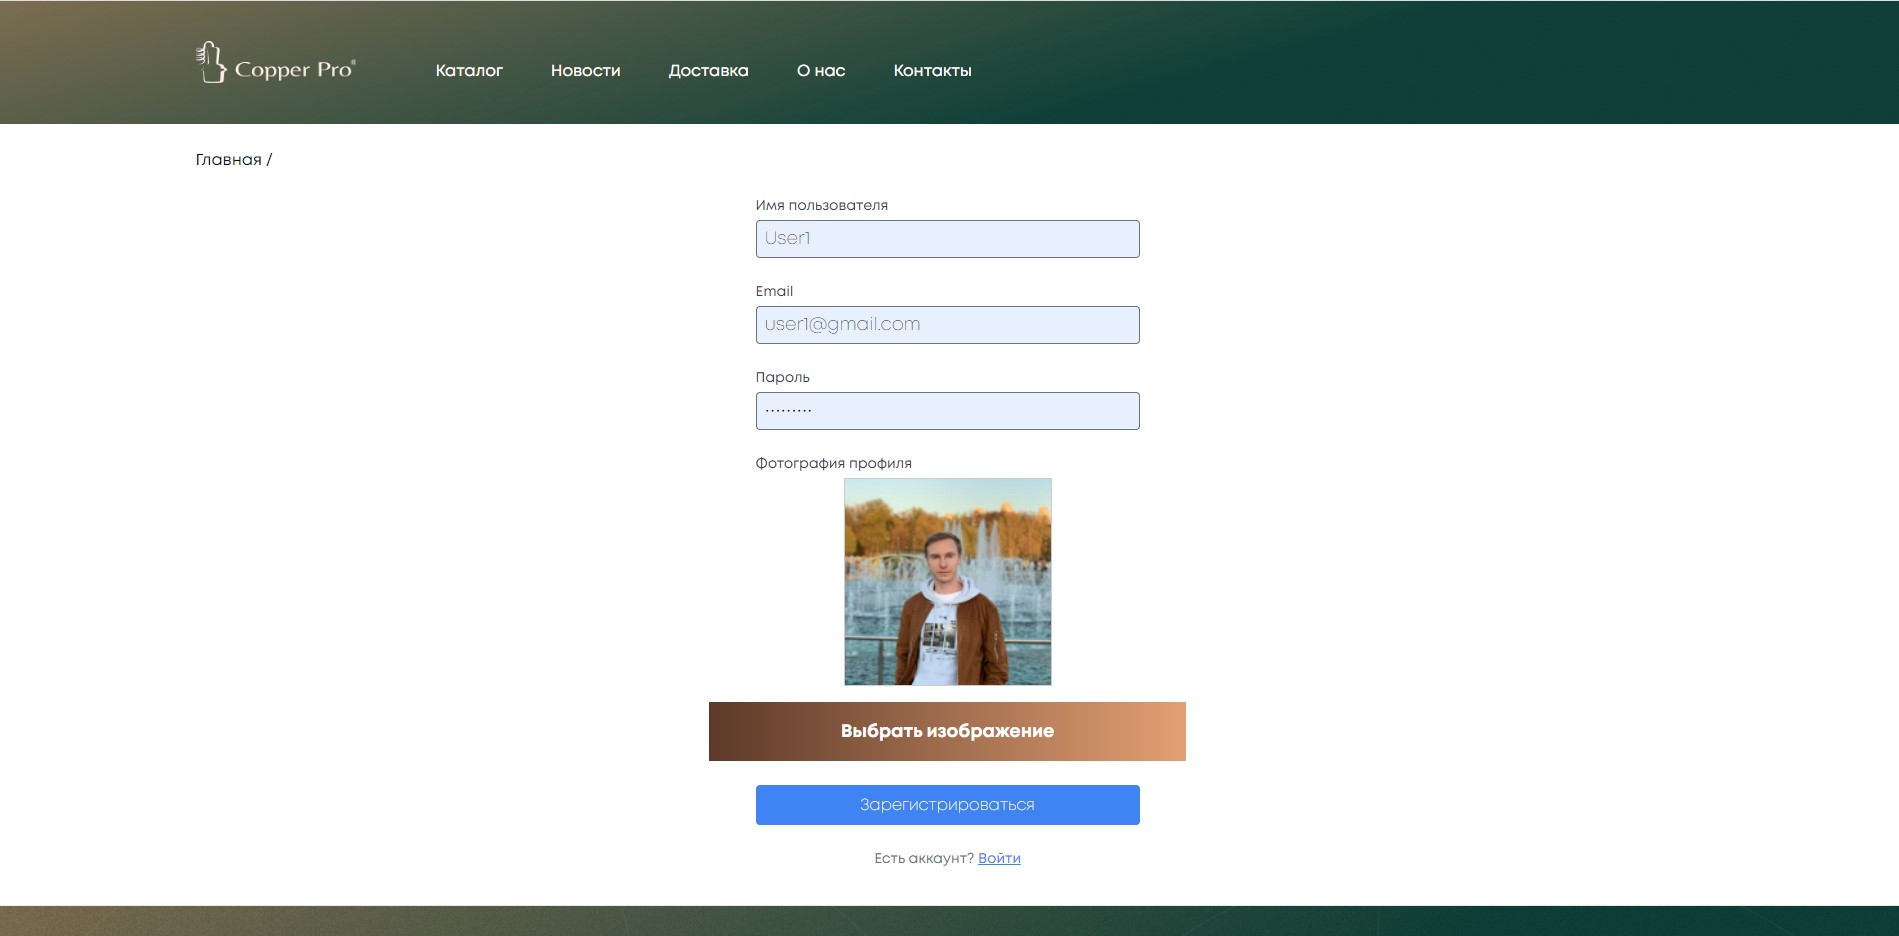 Copper Pro®
Каталог
Новости
Доставка
О нас
Контакты
Главная /
Имя пользователя
User1
Email
user1@gmail.com
Пароль
·········
Фотография профиля
Выбрать изображение
Зарегистрироваться
Есть аккаунт? Войти